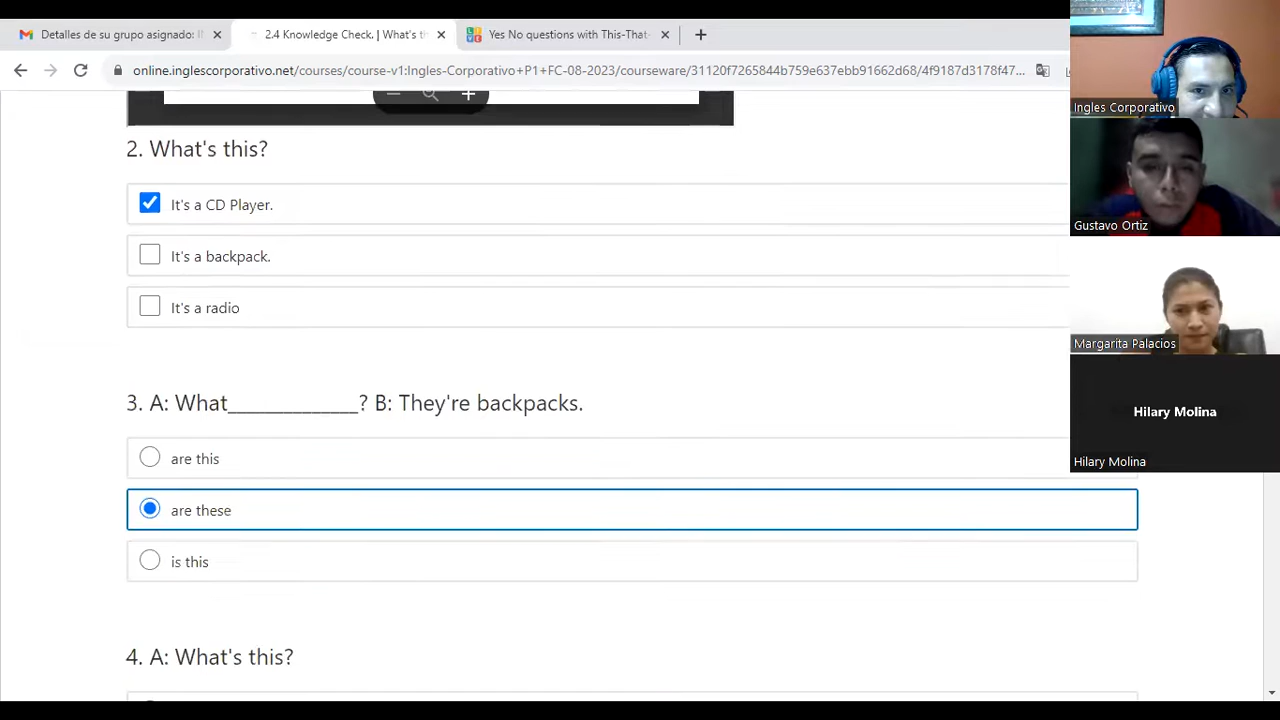 Detalles de su grupo asignado: I
2.4 Knowledge Check. | What's t
Yes No questions with This-That-
online.inglescorporativo.net/courses/course-v1:Ingles-Corporativo+P1+FC-08-2023/courseware/31120f265844b759e637ebb91662c68/4f9187d3178f47...
Ingles Corporativo
Gustavo Ortiz
Margarita Palacios
Hilary Molina
Hilary Molina
2. What's this?
It's a CD Player.
It's a backpack.
It's a radio
3. A: What______________? B: They're backpacks.
are this
are these
is this
4. A: What's this?